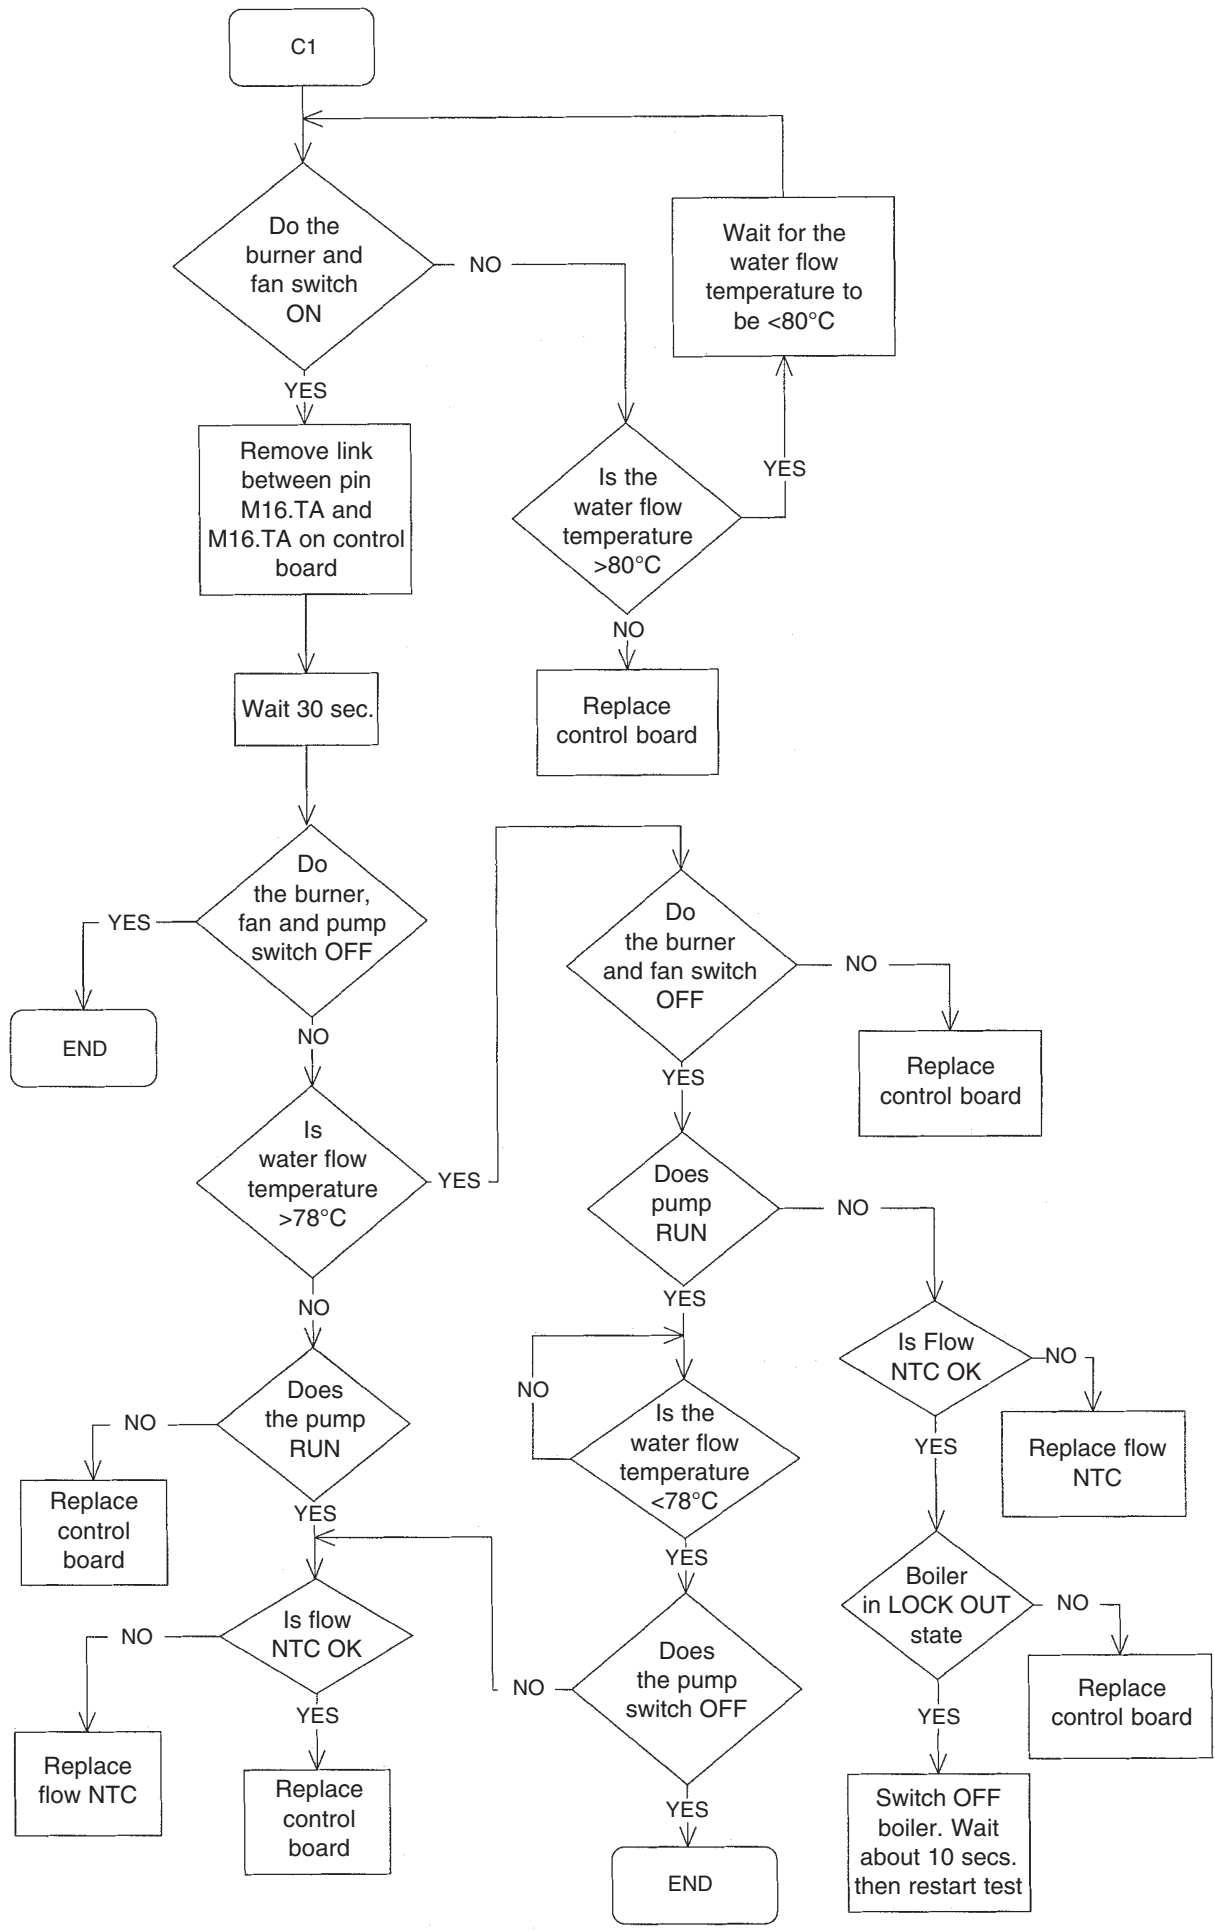 C1
Do the
burner and
fan switch
ON
NO
YES
Wait for the
water flow
temperature to
be <80°C
Remove link
between pin
M16.TA and
M16.TA on control
board
Is the
water flow
temperature
>80°C
YES
NO
Replace
control board
Wait 30 sec.
Do
the burner,
fan and pump
switch OFF
YES
END
NO
Do
the burner
and fan switch
OFF
NO
Replace
control board
YES
Is
water flow
temperature
>78°C
YES
NO
Does
pump
RUN
NO
YES
Is Flow
NTC OK
NO
Replace flow
NTC
YES
Does
the pump
RUN
NO
Replace
control
board
YES
NO
Is the
water flow
temperature
<78°C
YES
Boiler
in LOCK OUT
state
NO
Replace
control board
YES
Is flow
NTC OK
NO
Replace
flow NTC
YES
Replace
control
board
Does
the pump
switch OFF
NO
YES
END
Switch OFF
boiler. Wait
about 10 secs.
then restart test